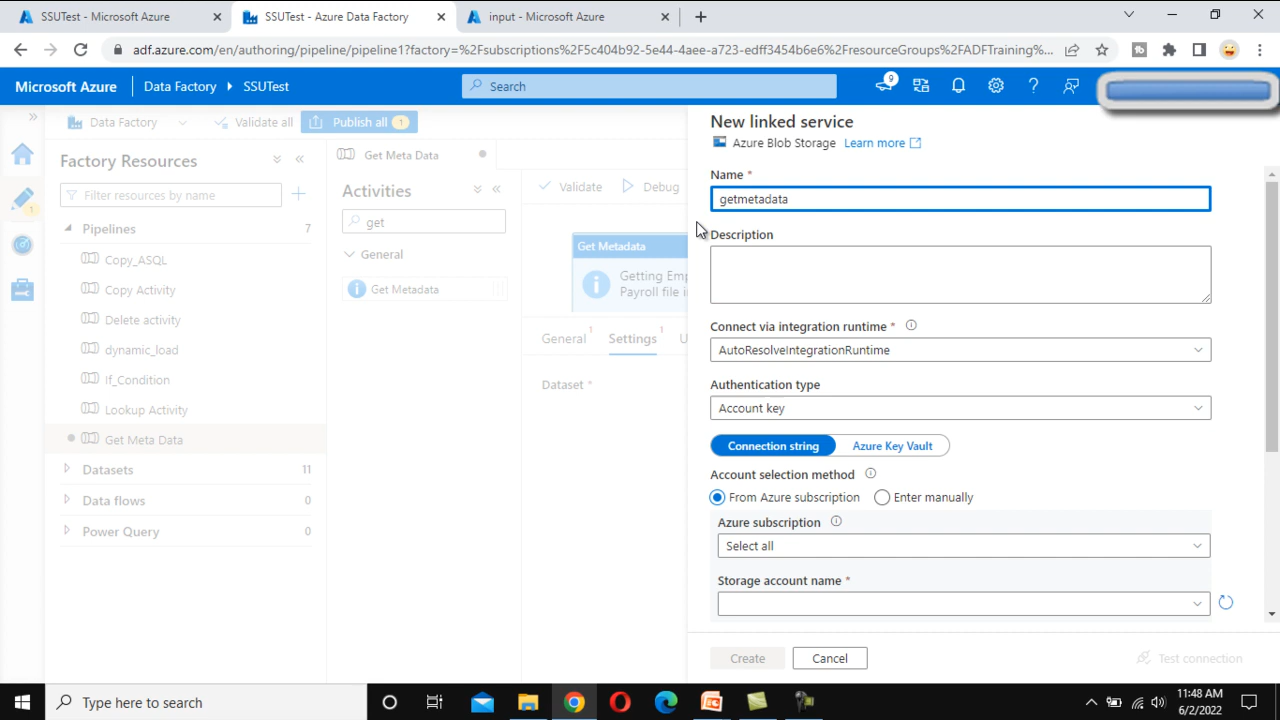 SSUTest - Microsoft Azure
SSUTest - Azure Data Factory
input - Microsoft Azure
adf.azure.com/en/authoring/pipeline/pipeline1?factory=%2Fsubscriptions%2F5c404b92-5e44-4aee-a723-edff3454b6e6%2FresourceGroups%2FADFTraining%...
Microsoft Azure
Data Factory
SSUTest
Search
9
Data Factory
Validate all
Publish all
1
Factory Resources
Filter resources by name
Pipelines
7
Copy_ASQL
Copy Activity
Delete activity
dynamic_load
If_Condition
Lookup Activity
Get Meta Data
Datasets
11
Data flows
0
Power Query
0
Get Meta Data
Activities
get
General
Get Metadata
Validate
Debug
Get Metadata
Getting Emp
Payroll file in
General 1
Settings 1
U
Dataset *
New linked service
Azure Blob Storage
Learn more
Name *
getmetadata
Description
Connect via integration runtime *
AutoResolveIntegrationRuntime
Authentication type
Account key
Connection string
Azure Key Vault
Account selection method
From Azure subscription
Enter manually
Azure subscription
Select all
Storage account name *
Create
Cancel
Test connection
Type here to search
11:48 AM
6/2/2022